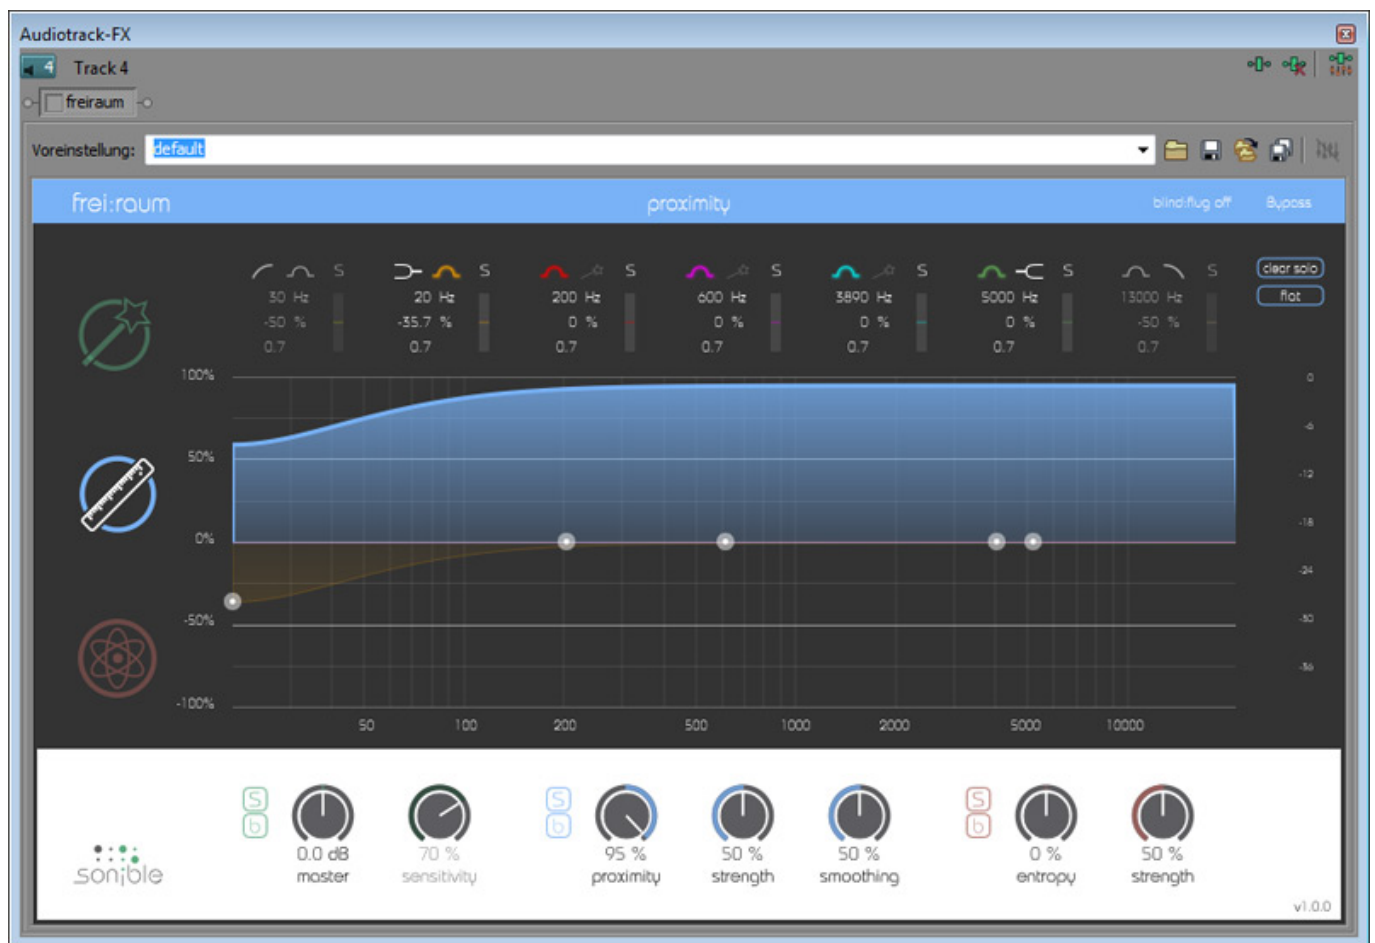 Audiotrack-FX
4 Track 4
freiraum
Voreinstellung: default
frei:raum proximity blind:flug off Bypass
S S S S S S S clear solo
30 Hz 20 Hz 200 Hz 600 Hz 3890 Hz 5000 Hz 13000 Hz flat
-50 % -35.7 % 0 % 0 % 0 % 0 % -50 %
0.7 0.7 0.7 0.7 0.7 0.7 0.7
100% 0
-6
50% -12
-18
0%
-24
-50% -30
-36
-100%
50 100 200 500 1000 2000 5000 10000
S S S
b b b
0.0 dB 70 % 95 % 50 % 50 % 0 % 50 %
master sensitivity proximity strength smoothing entropy strength
sonible
v1.0.0